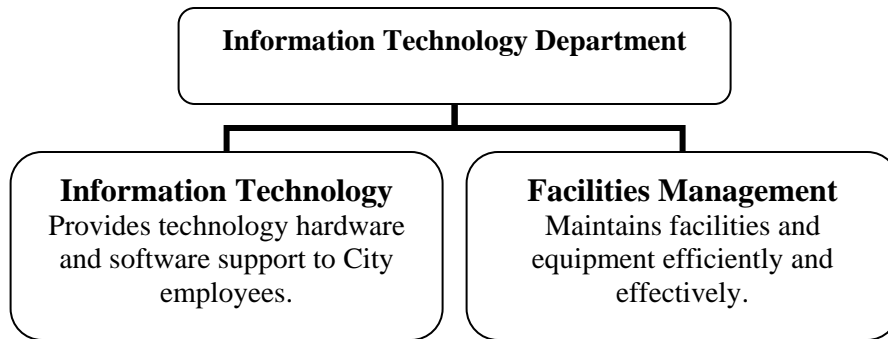 Information Technology Department
Information Technology
Provides technology hardware
and software support to City
employees.
Facilities Management
Maintains facilities and
equipment efficiently and
effectively.